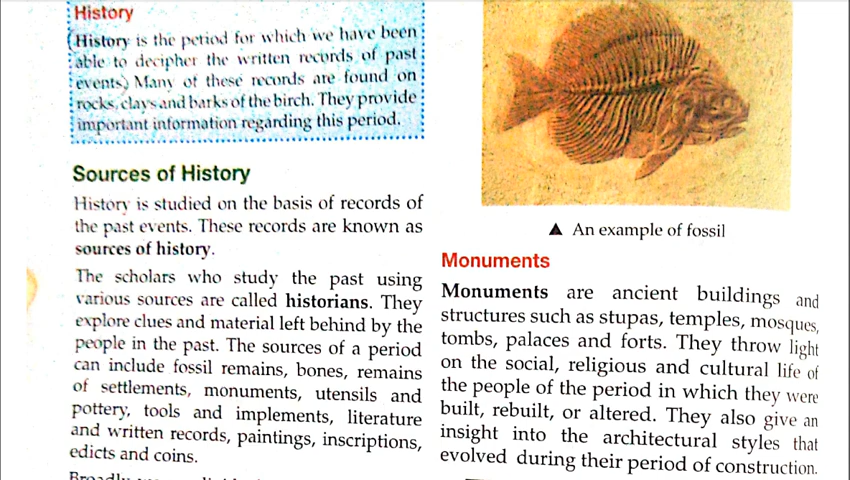 History
History is the period for which we have been
able to decipher the written records of past
events. Many of these records are found on
rocks, clays and barks of the birch. They provide
important information regarding this period.
Sources of History
History is studied on the basis of records of
the past events. These records are known as
sources of history.
The scholars who study the past using
various sources are called historians. They
explore clues and material left behind by the
people in the past. The sources of a period
can include fossil remains, bones, remains
of settlements, monuments, utensils and
pottery, tools and implements, literature
and written records, paintings, inscriptions,
edicts and coins.
▲ An example of fossil
Monuments
Monuments are ancient buildings and
structures such as stupas, temples, mosques,
tombs, palaces and forts. They throw light
on the social, religious and cultural life of
the people of the period in which they were
built, rebuilt, or altered. They also give an
insight into the architectural styles that
evolved during their period of construction.